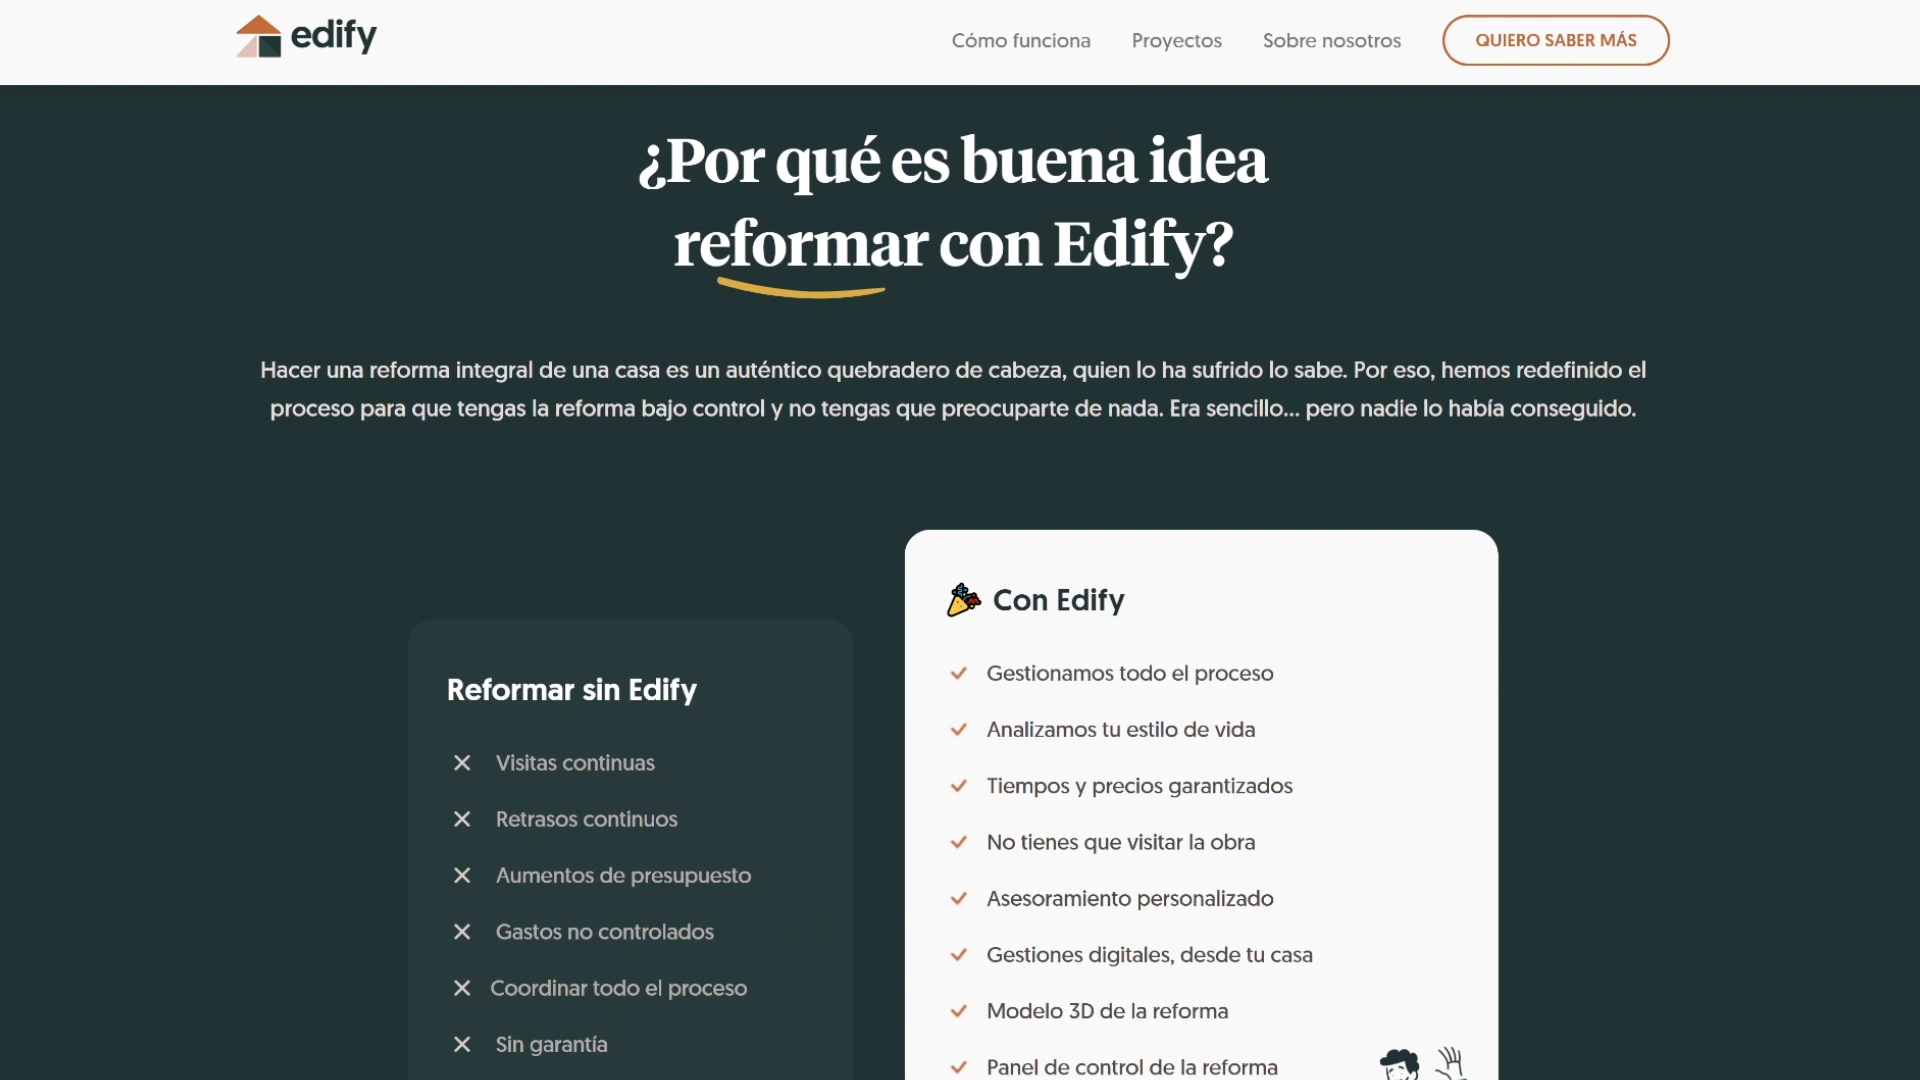 edify
Cómo funciona
Proyectos
Sobre nosotros
QUIERO SABER MÁS
¿Por qué es buena idea
reformar con Edify?
Hacer una reforma integral de una casa es un auténtico quebradero de cabeza, quien lo ha sufrido lo sabe. Por eso, hemos redefinido el
proceso para que tengas la reforma bajo control y no tengas que preocuparte de nada. Era sencillo... pero nadie lo había conseguido.
Reformar sin Edify
Visitas continuas
Retrasos continuos
Aumentos de presupuesto
Gastos no controlados
Coordinar todo el proceso
Sin garantía
Con Edify
Gestionamos todo el proceso
Analizamos tu estilo de vida
Tiempos y precios garantizados
No tienes que visitar la obra
Asesoramiento personalizado
Gestiones digitales, desde tu casa
Modelo 3D de la reforma
Panel de control de la reforma